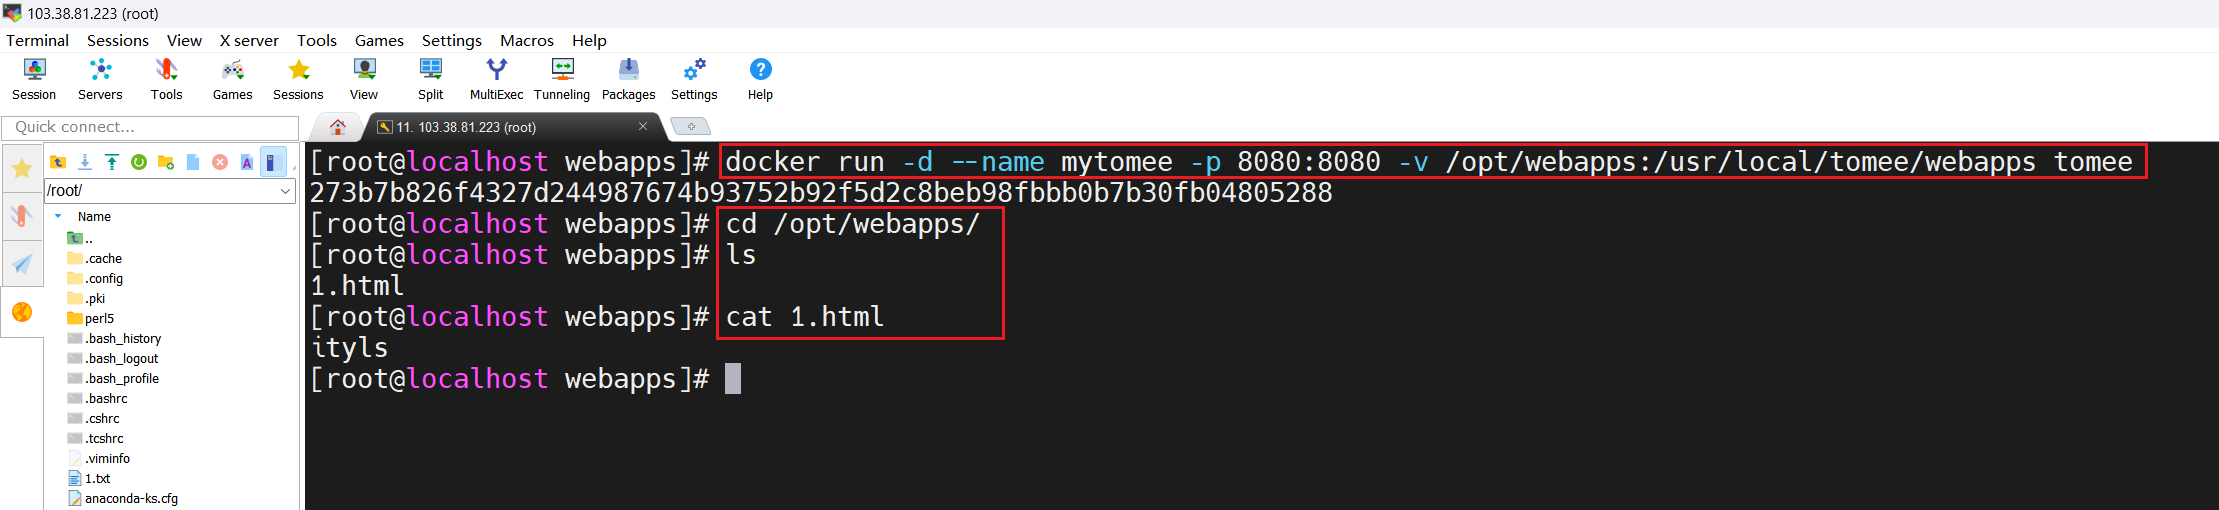 103.38.81.223 (root)
Terminal Sessions View X server Tools Games Settings Macros Help
Session Servers Tools Games Sessions View Split MultiExec Tunneling Packages Settings Help
Quick connect...
11. 103.38.81.223 (root)
/root/
Name
..
.cache
.config
.pki
perl5
.bash_history
.bash_logout
.bash_profile
.bashrc
.cshrc
.tcshrc
.viminfo
1.txt
anaconda-ks.cfg
[root@localhost webapps]# docker run -d --name mytomee -p 8080:8080 -v /opt/webapps:/usr/local/tomee/webapps tomee
273b7b826f4327d244987674b93752b92f5d2c8beb98fbbb0b7b30fb04805288
[root@localhost webapps]# cd /opt/webapps/
[root@localhost webapps]# ls
1.html
[root@localhost webapps]# cat 1.html
ityls
[root@localhost webapps]#